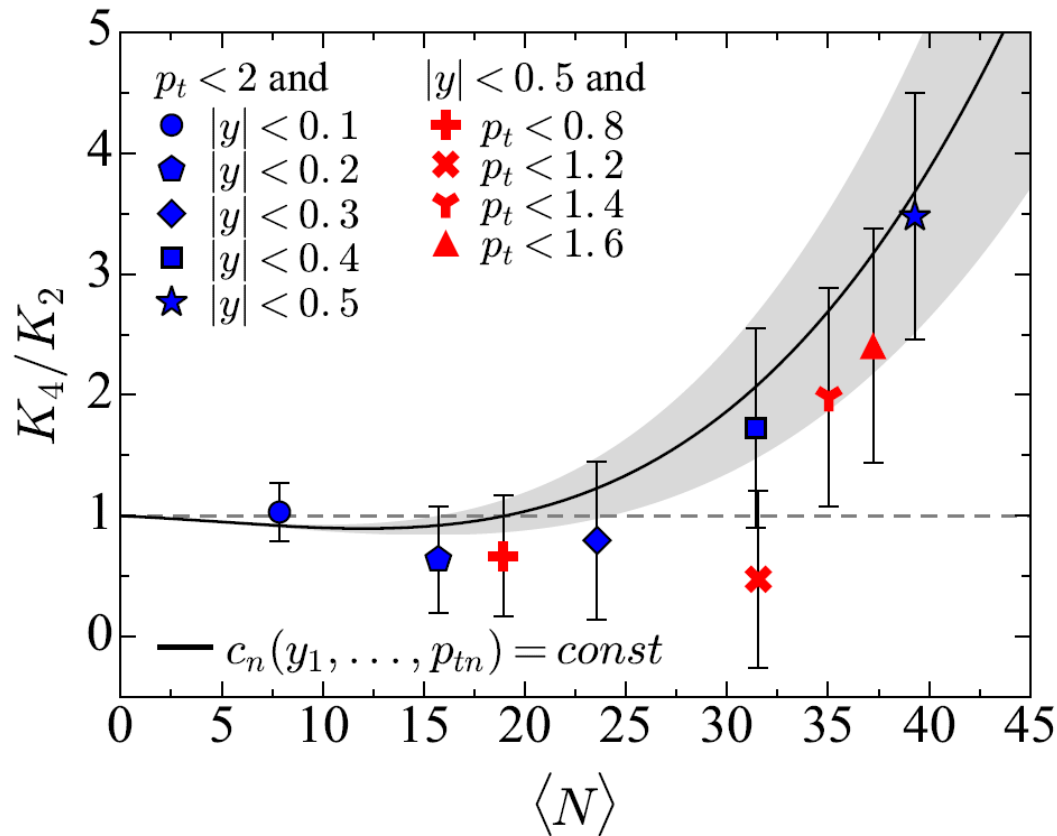 p_t < 2 and
|y| < 0.1
|y| < 0.2
|y| < 0.3
|y| < 0.4
|y| < 0.5
|y| < 0.5 and
p_t < 0.8
p_t < 1.2
p_t < 1.4
p_t < 1.6
5
4
3
2
1
0
K_4/K_2
c_n(y_1, . . . , p_{tn}) = const
0 5 10 15 20 25 30 35 40 45
⟨N⟩